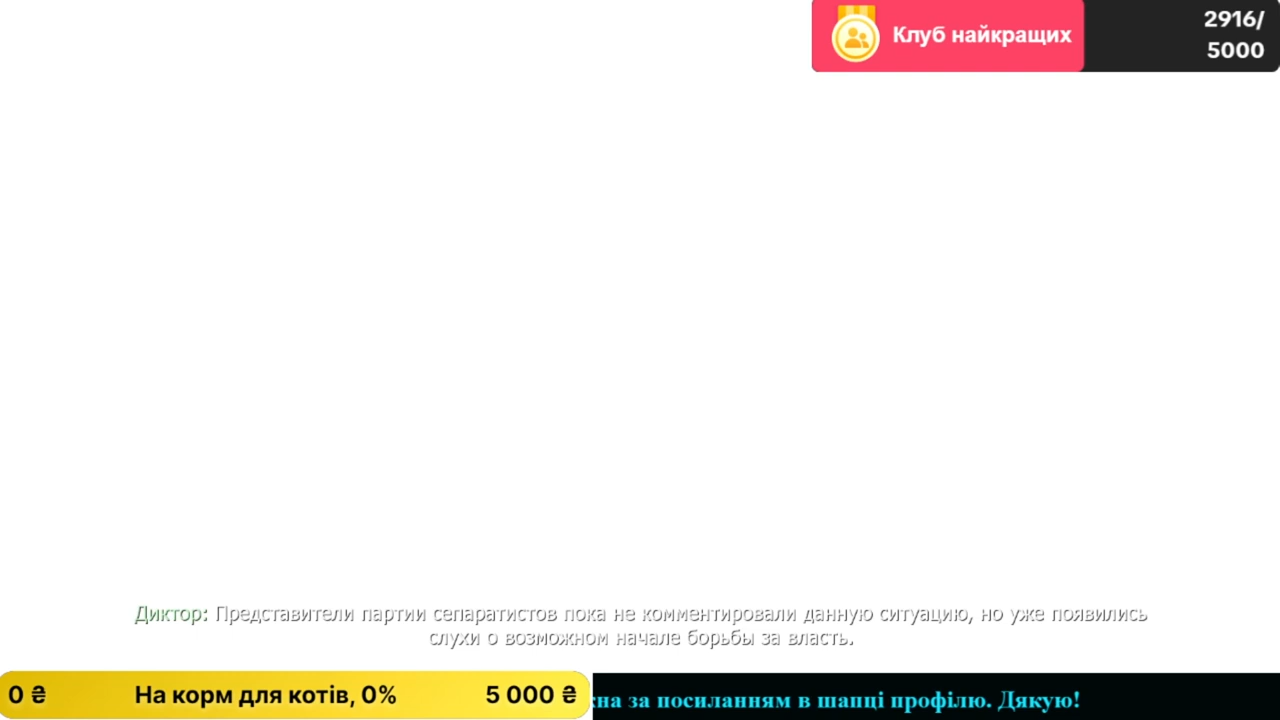 Клуб найкращих
2916/
5000
Диктор: Представители партии сепаратистов пока не комментировали данную ситуацию, но уже появились
слухи о возможном начале борьбы за власть.
0 ₴ На корм для котів, 0% 5 000 ₴
за посиланням в шапці профілю. Дякую!